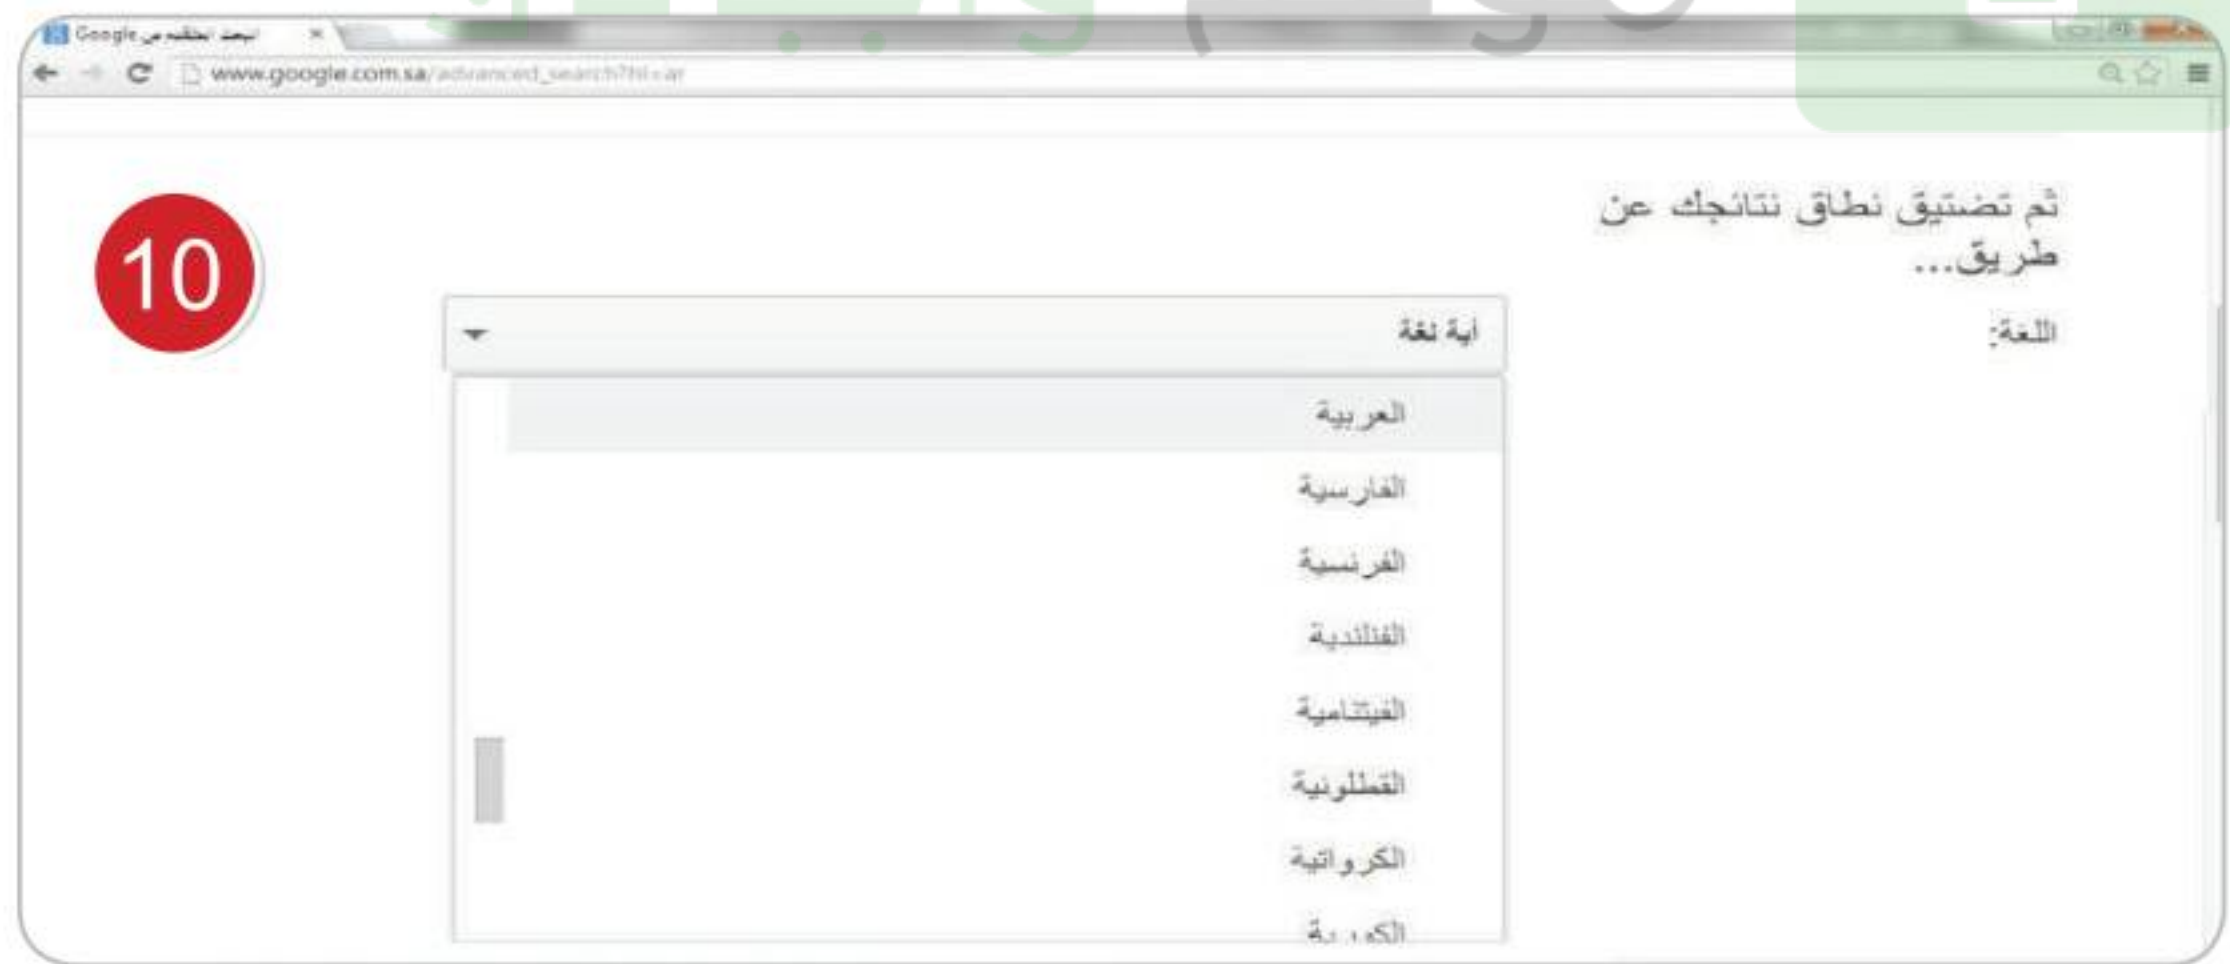 البحث المتقدم من Google
www.google.com.sa/advanced_search?hl=ar
10
ثم تضتيق نطاق نتائجك عن
طريق...
اللغة:
أية لغة
العربية
الفارسية
الفرنسية
الفنلندية
الفيتنامية
القطلونية
الكرواتية
الكورية